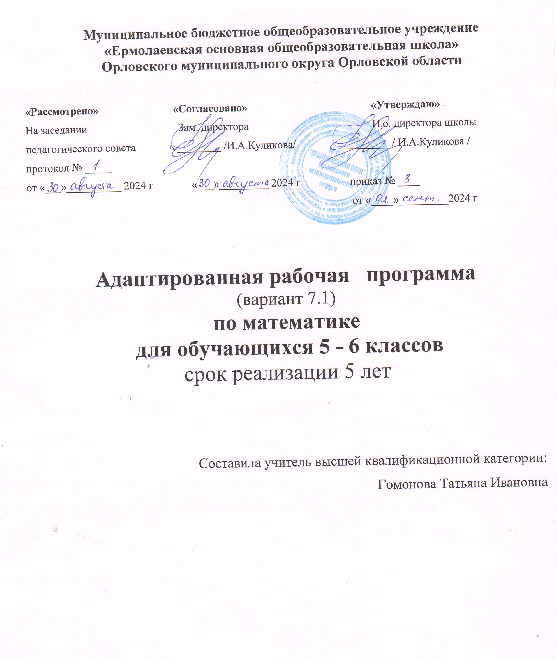 Муниципальное бюджетное общеобразовательное учреждение
«Ермолаевская основная общеобразовательная школа»
Орловского муниципального округа Орловской области
«Рассмотрено» «Согласовано» «Утверждаю»
На заседании Зам. директора И.о. директора школы
педагогического совета /И.А.Куликова/ / И.А.Куликова /
протокол № 1 приказ № 3
от «30» августа 2024 г «30» августа 2024 г от «01» сент. 2024 г
Адаптированная рабочая программа
(вариант 7.1)
по математике
для обучающихся 5 - 6 классов
срок реализации 5 лет
Составила учитель высшей квалификационной категории:
Гомонова Татьяна Ивановна